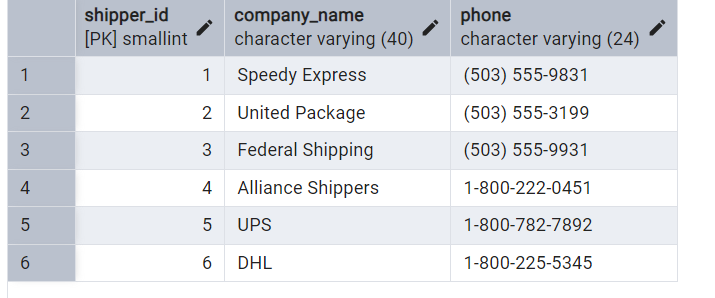 shipper_id company_name phone
[PK] smallint character varying (40) character varying (24)
1 1 Speedy Express (503) 555-9831
2 2 United Package (503) 555-3199
3 3 Federal Shipping (503) 555-9931
4 4 Alliance Shippers 1-800-222-0451
5 5 UPS 1-800-782-7892
6 6 DHL 1-800-225-5345